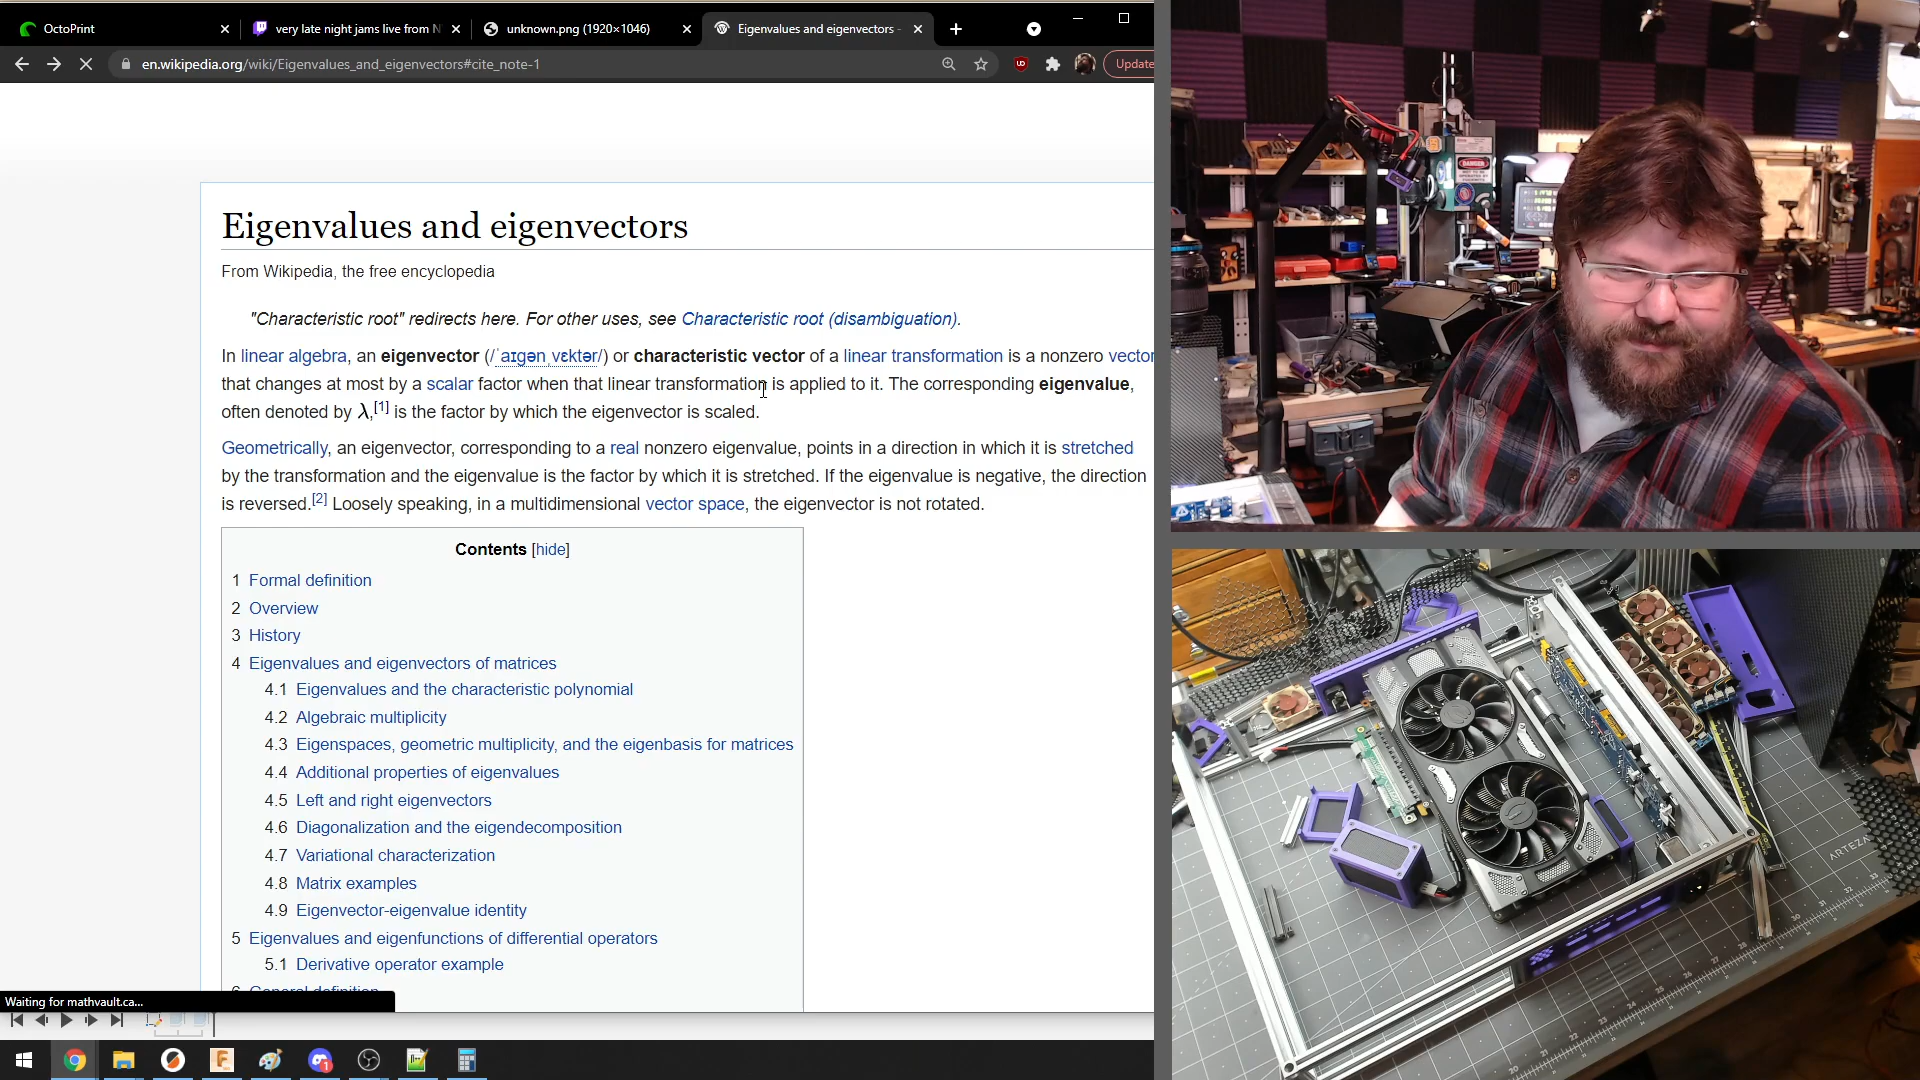 OctoPrint
very late night jams live from N
unknown.png (1920×1046)
Eigenvalues and eigenvectors -
en.wikipedia.org/wiki/Eigenvalues_and_eigenvectors#cite_note-1
Update
Eigenvalues and eigenvectors
From Wikipedia, the free encyclopedia
"Characteristic root" redirects here. For other uses, see Characteristic root (disambiguation).
In linear algebra, an eigenvector (/ˈaɪɡənˌvɛktər/) or characteristic vector of a linear transformation is a nonzero vector
that changes at most by a scalar factor when that linear transformation is applied to it. The corresponding eigenvalue,
often denoted by λ,[1] is the factor by which the eigenvector is scaled.
Geometrically, an eigenvector, corresponding to a real nonzero eigenvalue, points in a direction in which it is stretched
by the transformation and the eigenvalue is the factor by which it is stretched. If the eigenvalue is negative, the direction
is reversed.[2] Loosely speaking, in a multidimensional vector space, the eigenvector is not rotated.
Contents [hide]
1 Formal definition
2 Overview
3 History
4 Eigenvalues and eigenvectors of matrices
4.1 Eigenvalues and the characteristic polynomial
4.2 Algebraic multiplicity
4.3 Eigenspaces, geometric multiplicity, and the eigenbasis for matrices
4.4 Additional properties of eigenvalues
4.5 Left and right eigenvectors
4.6 Diagonalization and the eigendecomposition
4.7 Variational characterization
4.8 Matrix examples
4.9 Eigenvector-eigenvalue identity
5 Eigenvalues and eigenfunctions of differential operators
5.1 Derivative operator example
6 General definition
Waiting for mathvault.ca...
DANGER
ARTEZA